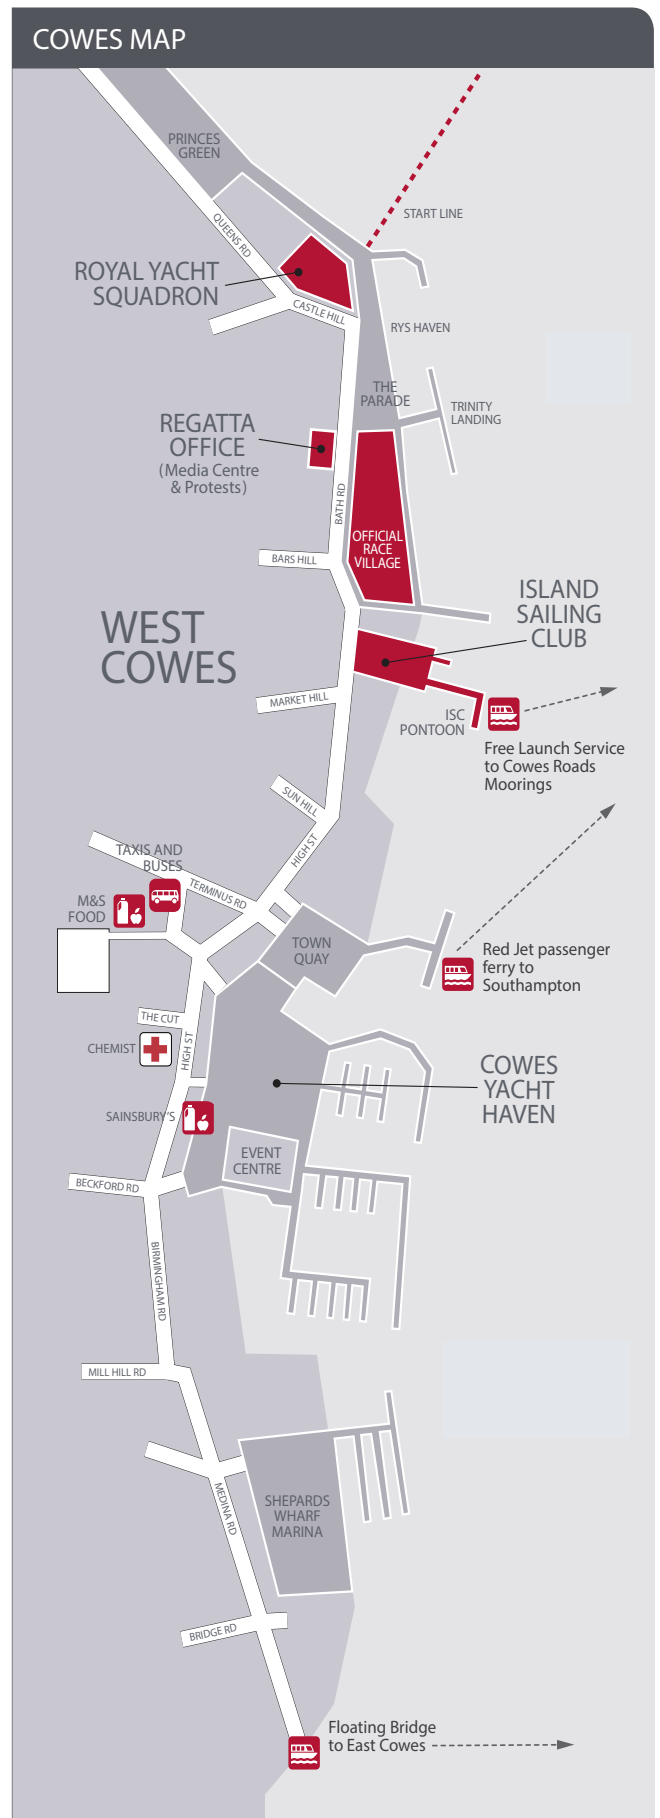 COWES MAP
PRINCES
GREEN
START LINE
QUEENS RD
ROYAL YACHT
SQUADRON
CASTLE HILL
RYS HAVEN
THE
PARADE
TRINITY
LANDING
REGATTA
OFFICE
(Media Centre
& Protests)
BATH RD
OFFICIAL
RACE
VILLAGE
BARS HILL
ISLAND
SAILING
CLUB
WEST
COWES
MARKET HILL
ISC
PONTOON
Free Launch Service
to Cowes Roads
Moorings
SUN HILL
HIGH ST
TAXIS AND
BUSES
TERMINUS RD
M&S
FOOD
TOWN
QUAY
Red Jet passenger
ferry to
Southampton
THE CUT
CHEMIST
HIGH ST
COWES
YACHT
HAVEN
SAINSBURY'S
EVENT
CENTRE
BECKFORD RD
BIRMINGHAM RD
MILL HILL RD
MEDINA RD
SHEPARDS
WHARF
MARINA
BRIDGE RD
Floating Bridge
to East Cowes